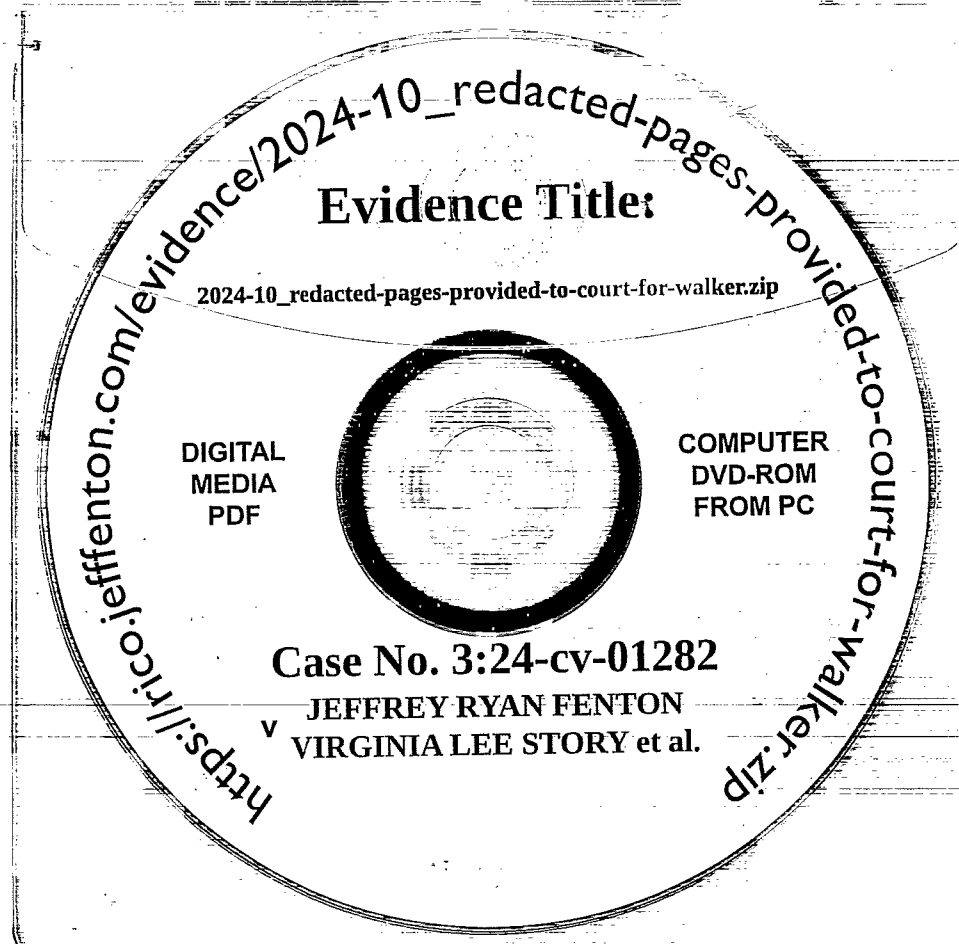 https://rico.jefffenton.com/evidence/2024-10_redacted-pages-provided-to-court-for-walker.zip
Evidence Title:
2024-10_redacted-pages-provided-to-court-for-walker.zip
DIGITAL
MEDIA
PDF
COMPUTER
DVD-ROM
FROM PC
Case No. 3:24-cv-01282
JEFFREY RYAN FENTON
v
VIRGINIA LEE STORY et al.